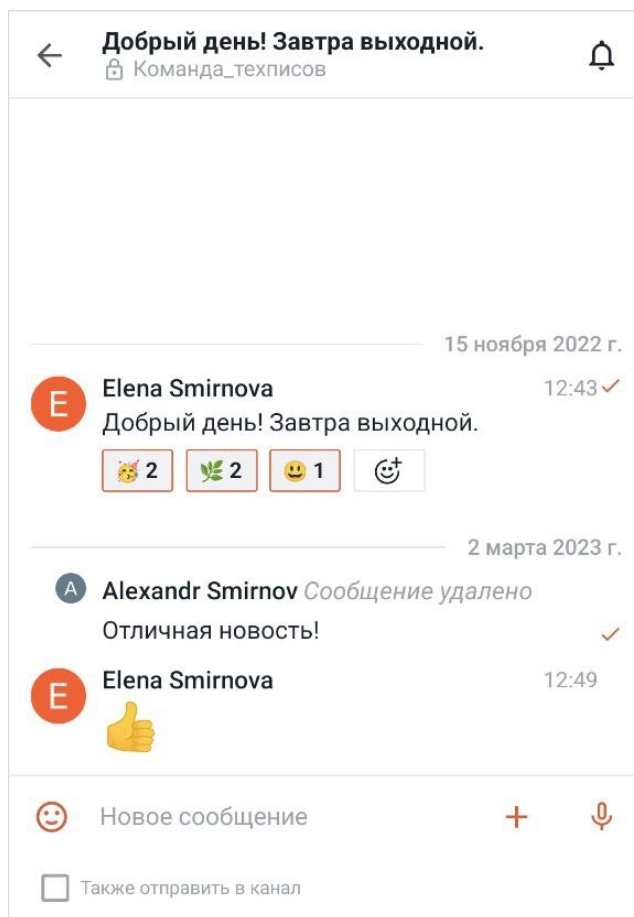 Добрый день! Завтра выходной.
Команда_техписов
15 ноября 2022 г.
Elena Smirnova 12:43
E
Добрый день! Завтра выходной.
🥳 2 🌿 2 😃 1
2 марта 2023 г.
A Alexandr Smirnov Сообщение удалено
Отличная новость!
Elena Smirnova 12:49
E
👍
Новое сообщение
Также отправить в канал